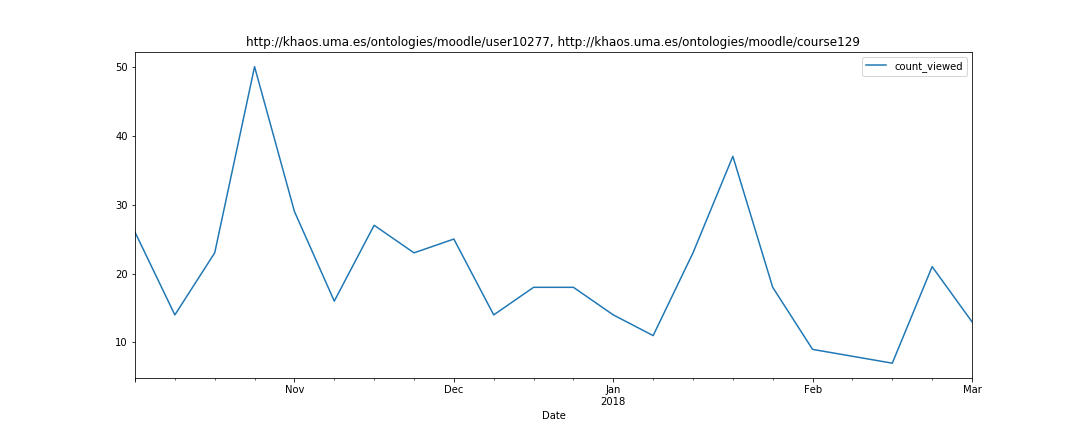 http://khaos.uma.es/ontologies/moodle/user10277, http://khaos.uma.es/ontologies/moodle/course129
count_viewed
50
40
30
20
10
Nov
Dec
Jan
2018
Feb
Mar
Date